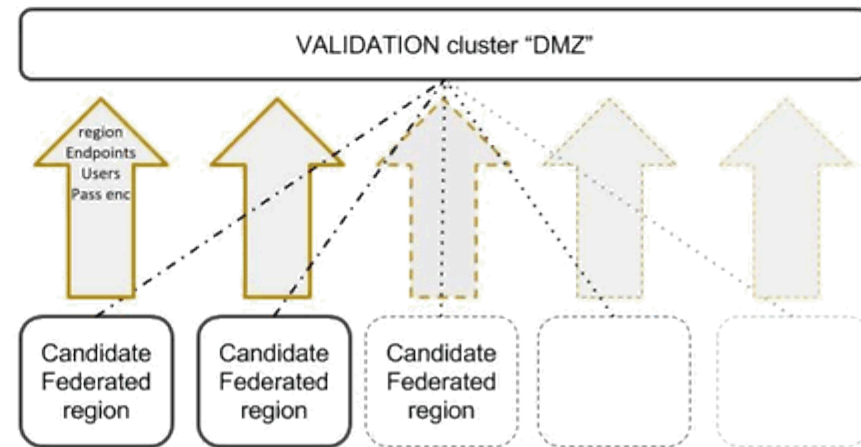 VALIDATION cluster “DMZ”
region
Endpoints
Users
Pass enc
Candidate
Federated
region
Candidate
Federated
region
Candidate
Federated
region